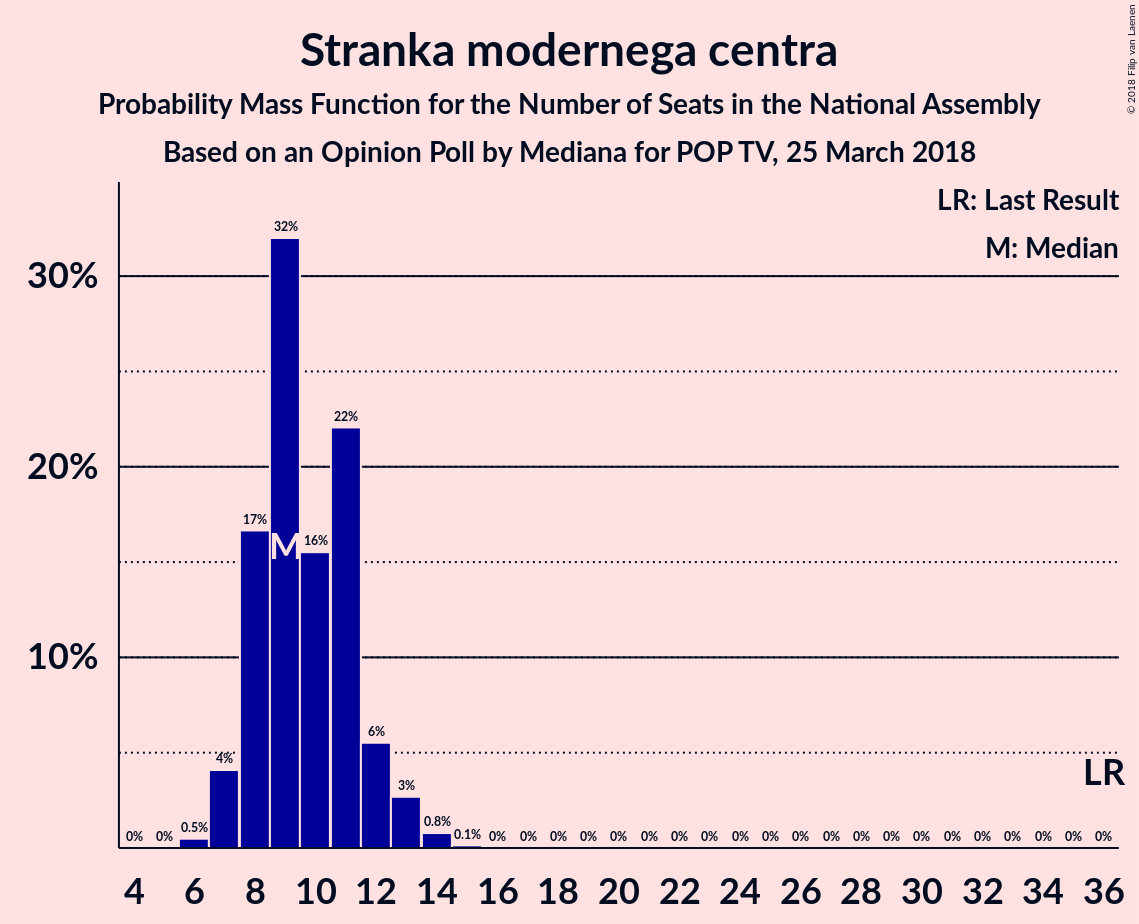 Stranka modernega centra
Probability Mass Function for the Number of Seats in the National Assembly
Based on an Opinion Poll by Mediana for POP TV, 25 March 2018
© 2018 Filip van Laenen
LR: Last Result
M: Median
30%
20%
10%
0% 0% 0.5% 4% 17% 32% 16% 22% 6% 3% 0.8% 0.1% 0% 0% 0% 0% 0% 0% 0% 0% 0% 0% 0% 0% 0% 0% 0% 0% 0% 0% 0% 0% 0%
M
LR
4 6 8 10 12 14 16 18 20 22 24 26 28 30 32 34 36